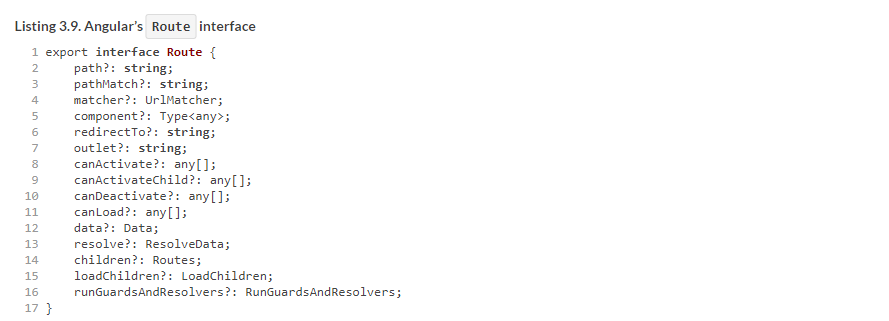 Listing 3.9. Angular’s Route interface
1 export interface Route {
2     path?: string;
3     pathMatch?: string;
4     matcher?: UrlMatcher;
5     component?: Type<any>;
6     redirectTo?: string;
7     outlet?: string;
8     canActivate?: any[];
9     canActivateChild?: any[];
10     canDeactivate?: any[];
11     canLoad?: any[];
12     data?: Data;
13     resolve?: ResolveData;
14     children?: Routes;
15     loadChildren?: LoadChildren;
16     runGuardsAndResolvers?: RunGuardsAndResolvers;
17 }